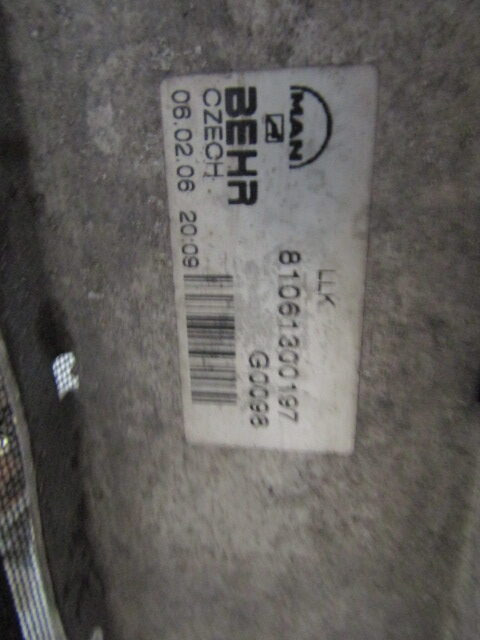 MAN
LLK
81061300197
G0098
BEHR
CZECH
06.02.06 20:09